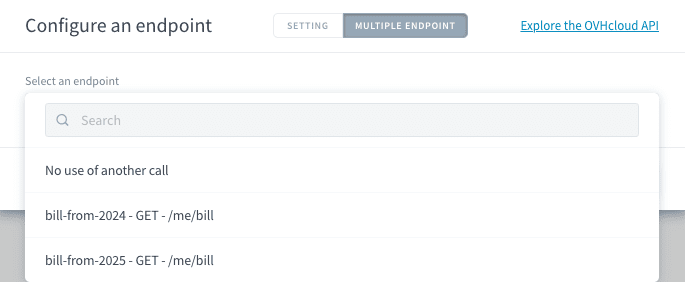 Configure an endpoint
SETTING
MULTIPLE ENDPOINT
Explore the OVHcloud API
Select an endpoint
Search
No use of another call
bill-from-2024 - GET - /me/bill
bill-from-2025 - GET - /me/bill